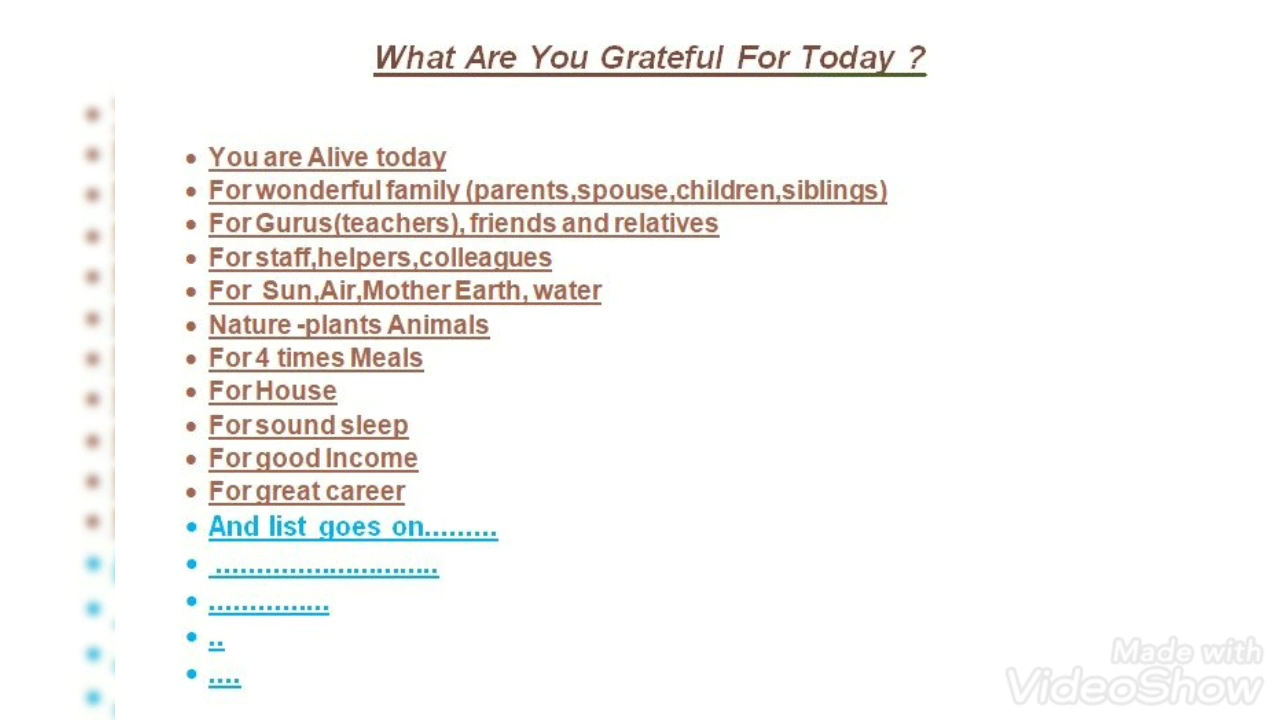 What Are You Grateful For Today ?
• You are Alive today
• For wonderful family (parents,spouse,children,siblings)
• For Gurus(teachers), friends and relatives
• For staff,helpers,colleagues
• For Sun,Air,Mother Earth, water
• Nature -plants Animals
• For 4 times Meals
• For House
• For sound sleep
• For good Income
• For great career
• And list goes on.........
• ...........................
• ...............
• ..
• ....
Made with
VideoShow